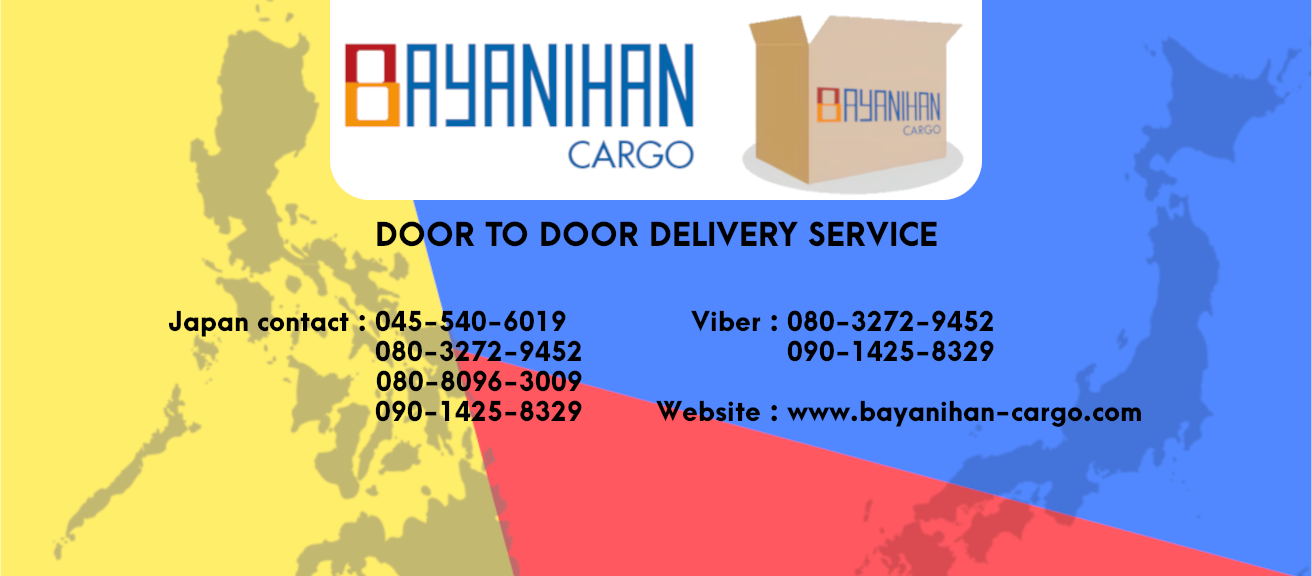 BAYANIHAN
CARGO
BAYANIHAN
CARGO
DOOR TO DOOR DELIVERY SERVICE
Japan contact : 045-540-6019
080-3272-9452
080-8096-3009
090-1425-8329
Viber : 080-3272-9452
090-1425-8329
Website : www.bayanihan-cargo.com